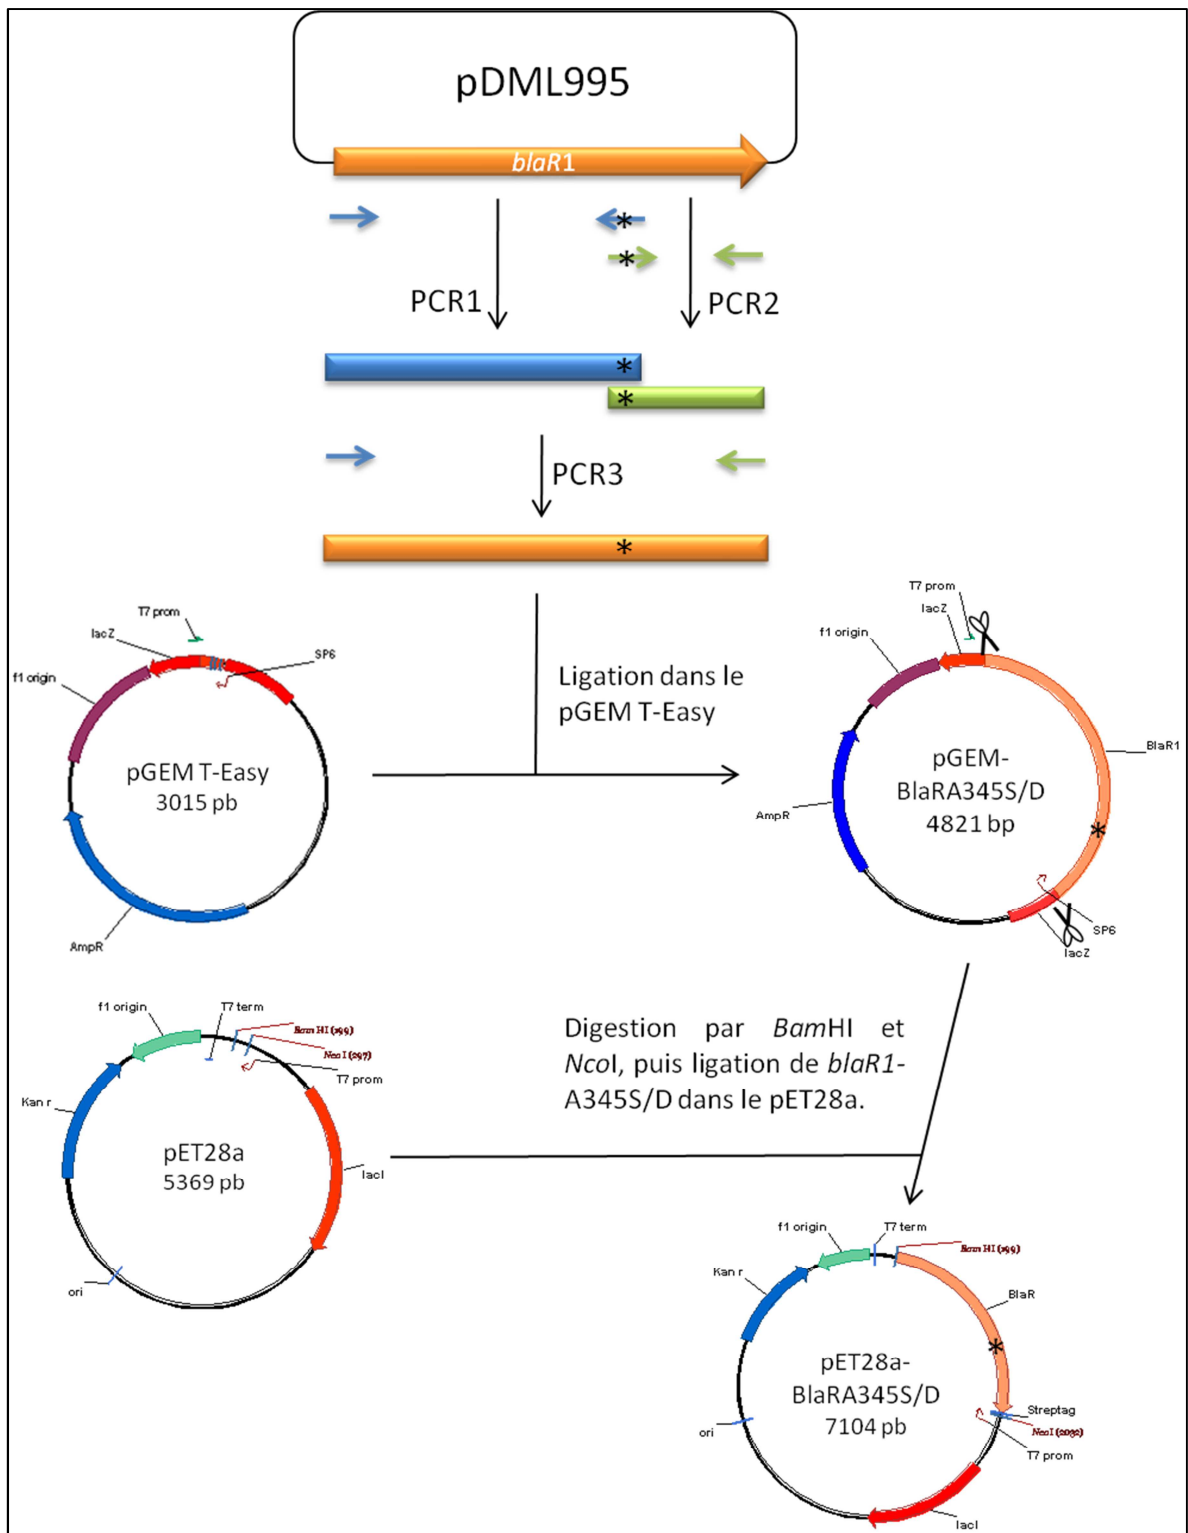 pDML995
blaR1
*
*
PCR1
PCR2
*
*
PCR3
*
T7 prom
lacZ
SP6
f1 origin
pGEM T-Easy
3015 pb
AmpR
Ligation dans le
pGEM T-Easy
T7 prom
lacZ
f1 origin
BlaR1
pGEM-
BlaRA345S/D
4821 bp
*
AmpR
SP6
lacZ
f1 origin
T7 term
BamHI (199)
NcoI (297)
T7 prom
Kan r
pET28a
5369 pb
lacI
ori
Digestion par BamHI et
NcoI, puis ligation de blaR1-
A345S/D dans le pET28a.
f1 origin
T7 term
BamHI (199)
Kan r
BlaR
*
pET28a-
BlaRA345S/D
7104 pb
Streptag
NcoI (2032)
T7 prom
ori
lacI